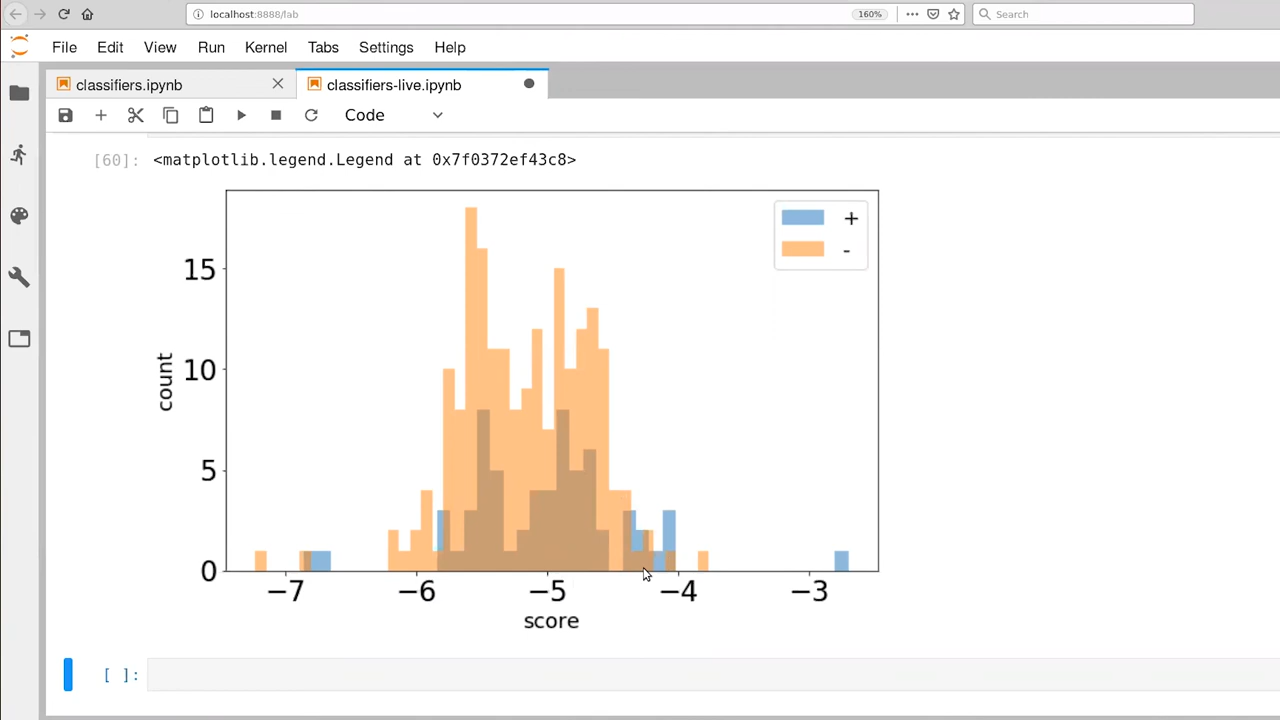 localhost:8888/lab
160%
Search
File Edit View Run Kernel Tabs Settings Help
classifiers.ipynb
classifiers-live.ipynb
Code
[60]: <matplotlib.legend.Legend at 0x7f0372ef43c8>
+
-
15
10
5
0
count
−7 −6 −5 −4 −3
score
[ ]: